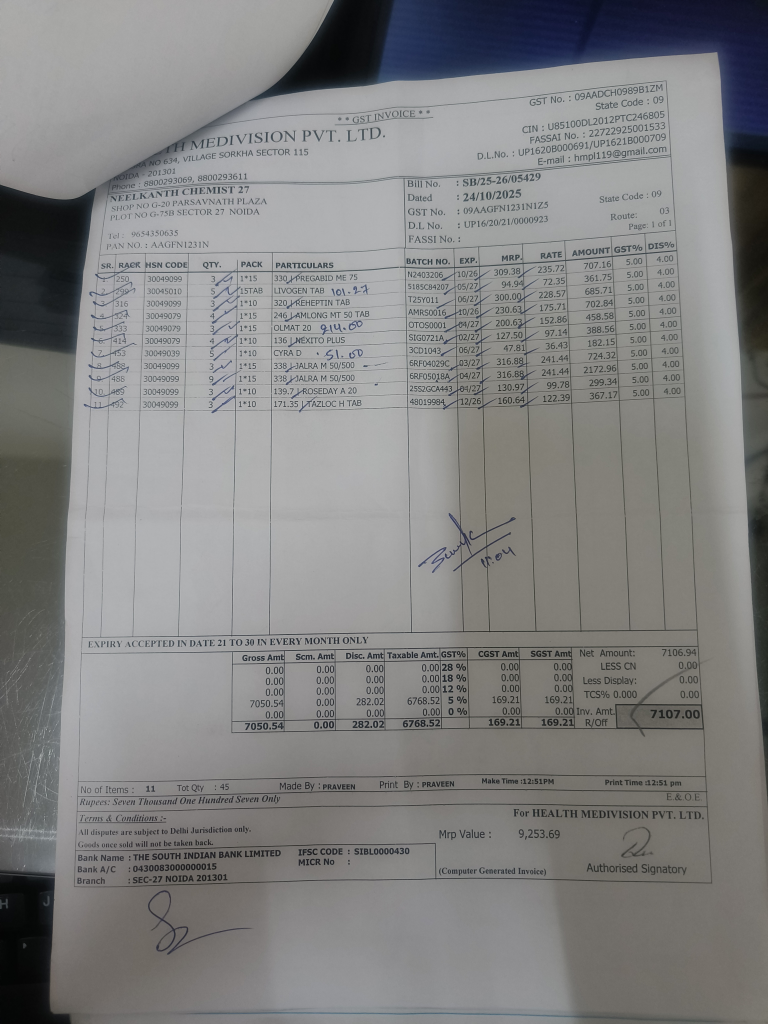 * * GST INVOICE * *
TH MEDIVISION PVT. LTD.
NO 634, VILLAGE SORKHA SECTOR 115
NOIDA - 201301
Phone : 8800293069, 8800293611
GST No. : 09AADCH0989B1ZM
State Code : 09
CIN : U85100DL2012PTC246805
FASSAI No. : 22722925001533
D.L.No. : UP1620B000691/UP1621B000709
E-mail : hmpl119@gmail.com
NEELKANTH CHEMIST 27
SHOP NO G-20 PARSAVNATH PLAZA
PLOT NO G-75B SECTOR 27 NOIDA
Tel : 9654350635
PAN NO. : AAGFN1231N
Bill No. : SB/25-26/05429
Dated : 24/10/2025
GST No. : 09AAGFN1231N1Z5 State Code : 09
D.L No. : UP16/20/21/0000923 Route: 03
FASSI No. : Page: 1 of 1
SR. RACK HSN CODE QTY. PACK PARTICULARS BATCH NO. EXP. MRP. RATE AMOUNT GST% DIS%
1 250 30049099 3 1*15 330 PREGABID ME 75 N2403206 10/26 309.38 235.72 707.16 5.00 4.00
2 299 30045010 5 15TAB LIVOGEN TAB 101.27 5185C84207 05/27 94.94 72.35 361.75 5.00 4.00
3 316 30049099 3 1*10 320 REHEPTIN TAB T2SY011 06/27 300.00 228.57 685.71 5.00 4.00
4 324 30049079 4 1*15 246 AMLONG MT 50 TAB AMRS0016 10/26 230.63 175.71 702.84 5.00 4.00
5 333 30049079 3 1*15 OLMAT 20 214.00 OTOS0001 04/27 200.63 152.86 458.58 5.00 4.00
6 414 30049079 4 1*10 136 NEXITO PLUS SIG0721A 02/27 127.50 97.14 388.56 5.00 4.00
7 453 30049039 5 1*10 CYRA D 51.00 3CD1043 06/27 47.81 36.43 182.15 5.00 4.00
8 488 30049099 3 1*15 338 JALRA M 50/500 6RF04029C 03/27 316.88 241.44 724.32 5.00 4.00
9 488 30049099 9 1*15 338 JALRA M 50/500 6RF05018A 04/27 316.88 241.44 2172.96 5.00 4.00
10 489 30049099 3 1*10 139.7 ROSEDAY A 20 2552GCA443 04/27 130.97 99.78 299.34 5.00 4.00
11 492 30049099 3 1*10 171.35 TAZLOC H TAB 48019984 12/26 160.64 122.39 367.17 5.00 4.00
EXPIRY ACCEPTED IN DATE 21 TO 30 IN EVERY MONTH ONLY
Gross Amt Scm. Amt Disc. Amt Taxable Amt. GST% CGST Amt SGST Amt
0.00 0.00 0.00 0.00 28 % 0.00 0.00
0.00 0.00 0.00 0.00 18 % 0.00 0.00
0.00 0.00 0.00 0.00 12 % 0.00 0.00
7050.54 0.00 282.02 6768.52 5 % 169.21 169.21
0.00 0.00 0.00 0.00 0 % 0.00 0.00
7050.54 0.00 282.02 6768.52 169.21 169.21
Net Amount: 7106.94
LESS CN 0.00
Less Display: 0.00
TCS% 0.000 0.00
Inv. Amt. 7107.00
R/Off
No of Items : 11 Tot Qty : 45 Made By : PRAVEEN Print By : PRAVEEN Make Time :12:51PM Print Time :12:51 pm
Rupees: Seven Thousand One Hundred Seven Only E.& O.E.
Terms & Conditions :-
All disputes are subject to Delhi Jurisdiction only.
Goods once sold will not be taken back.
Mrp Value : 9,253.69
For HEALTH MEDIVISION PVT. LTD.
Bank Name : THE SOUTH INDIAN BANK LIMITED IFSC CODE : SIBL0000430
Bank A/C : 0430083000000015 MICR No :
Branch : SEC-27 NOIDA 201301
(Computer Generated Invoice)
Authorised Signatory